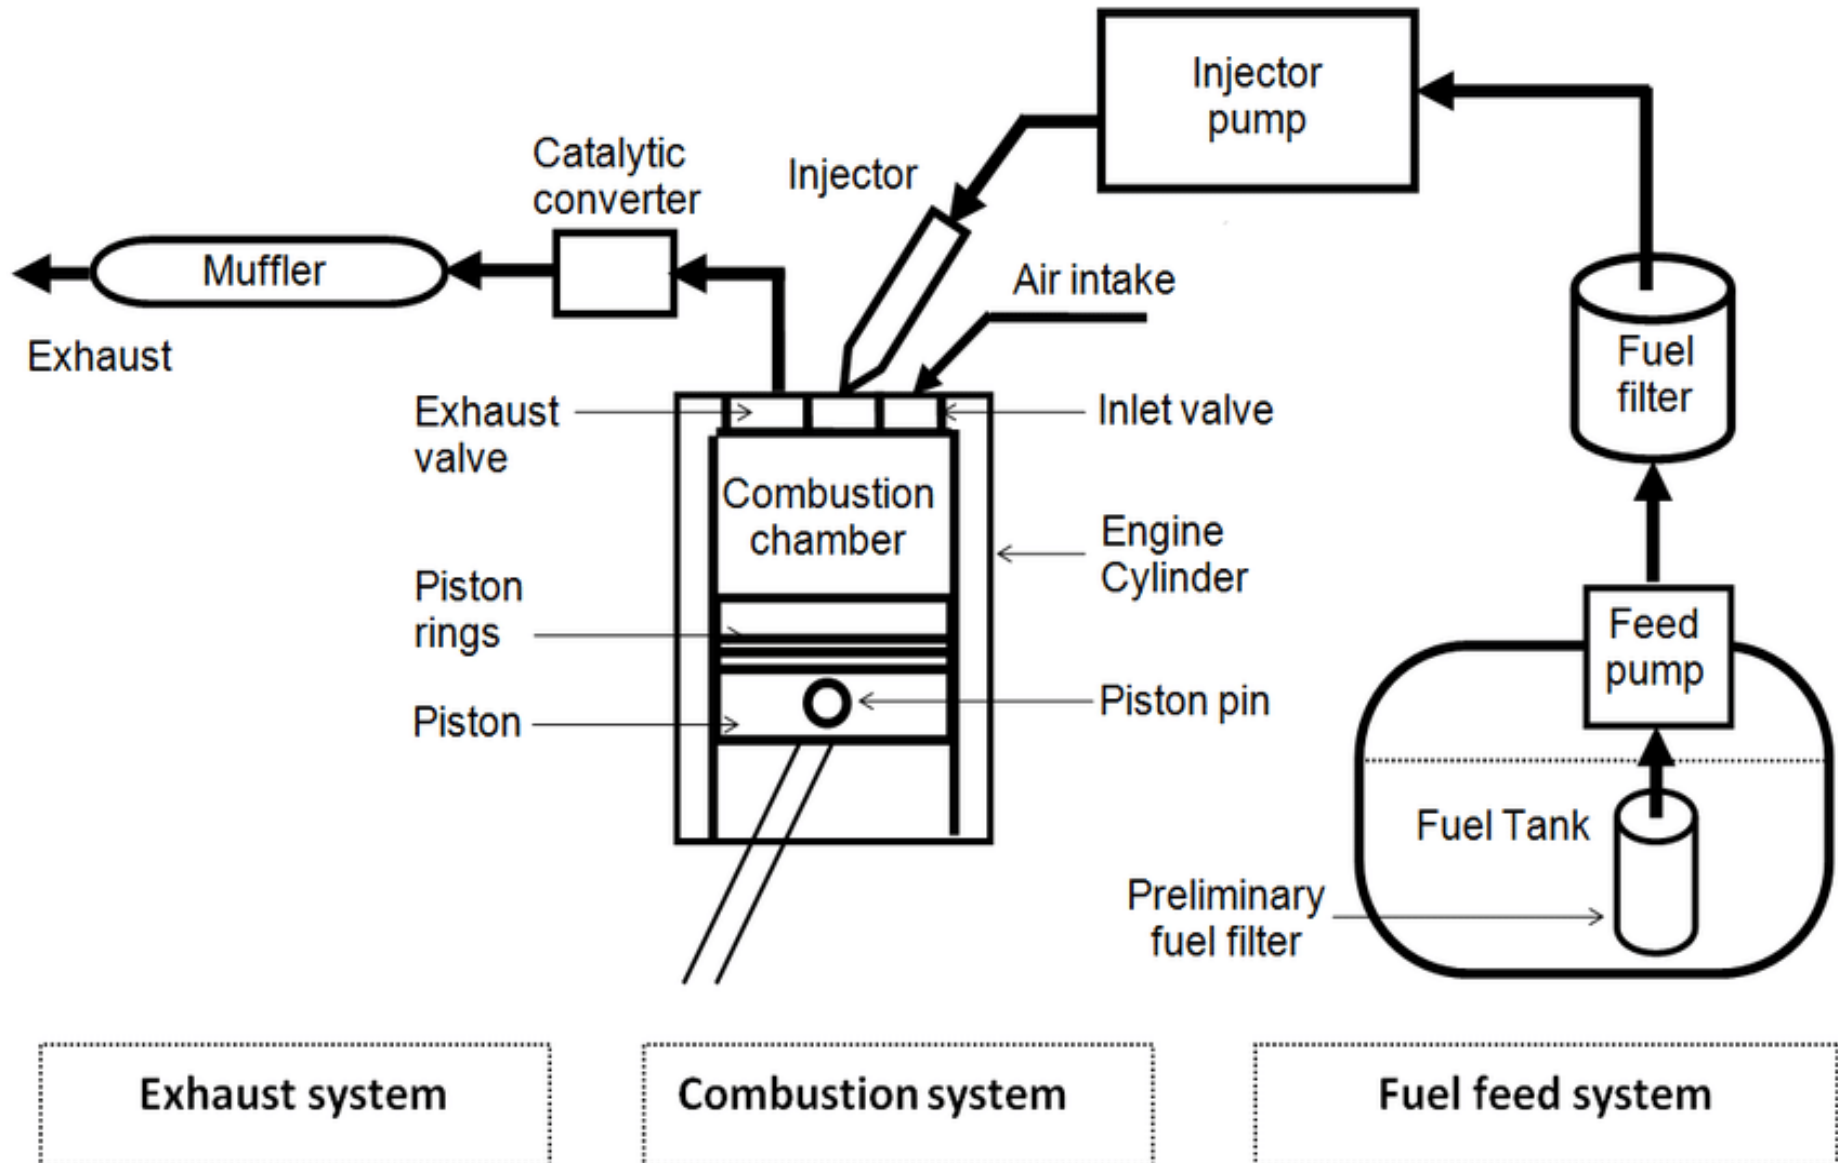 Injector
pump
Catalytic
converter
Injector
Muffler
Air intake
Exhaust
Fuel
filter
Exhaust
valve
Inlet valve
Combustion
chamber
Engine
Cylinder
Piston
rings
Feed
pump
Piston
Piston pin
Fuel Tank
Preliminary
fuel filter
Exhaust system
Combustion system
Fuel feed system